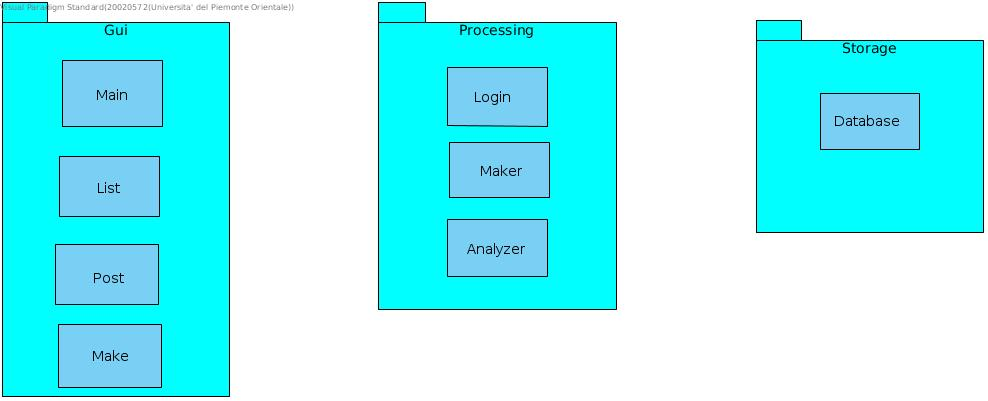 Visual Paradigm Standard(20020572(Universita' del Piemonte Orientale))
Gui
Main
List
Post
Make
Processing
Login
Maker
Analyzer
Storage
Database